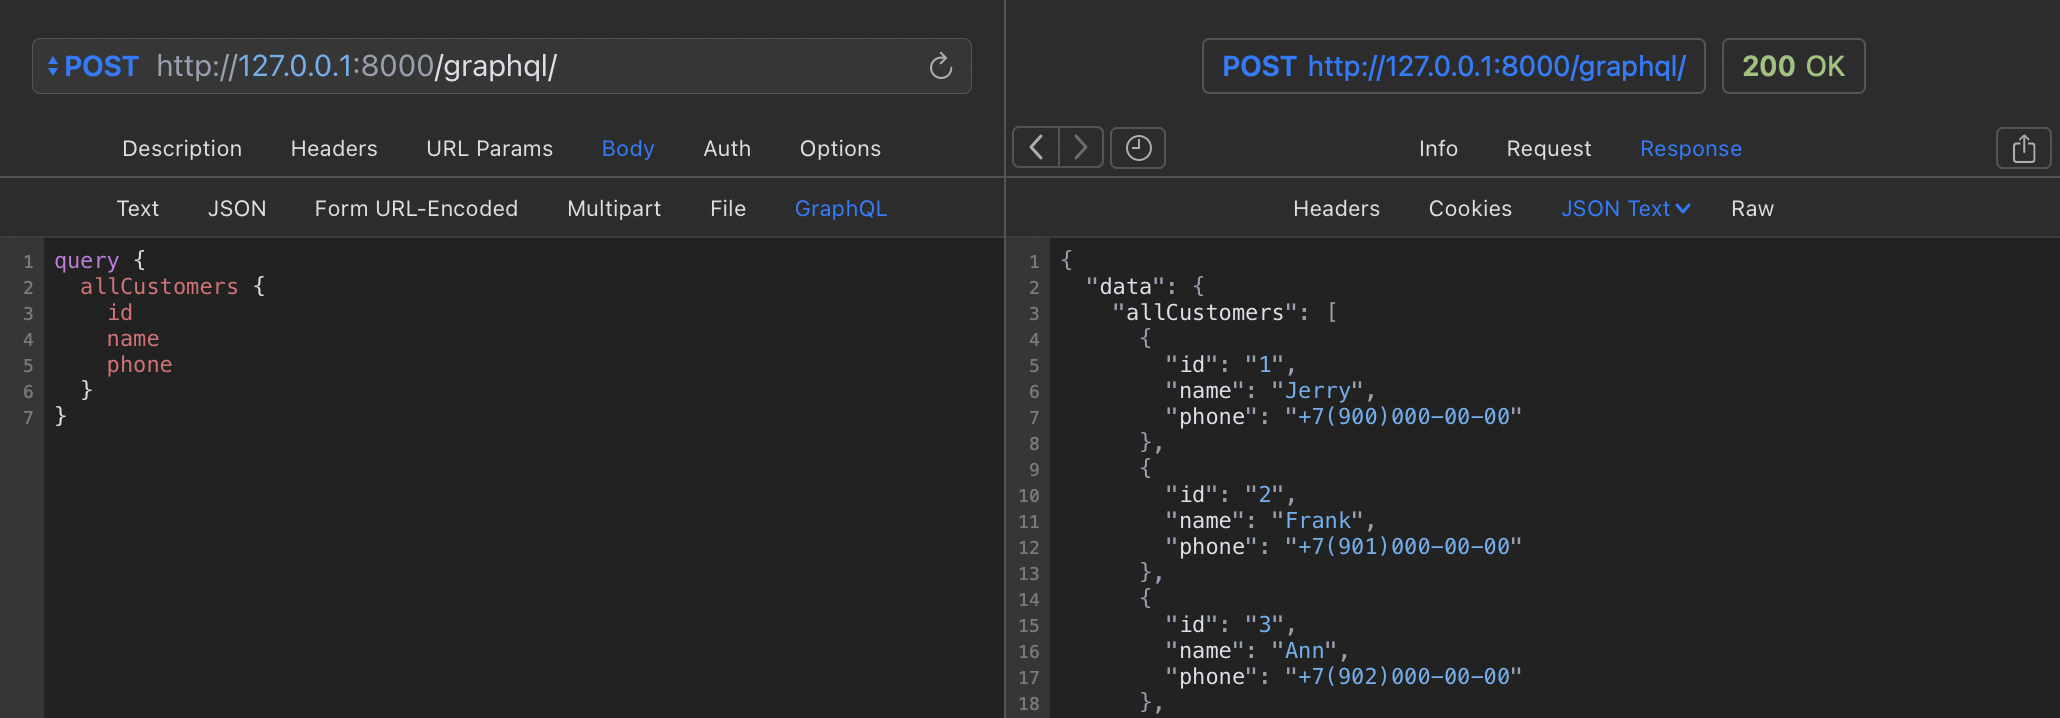 POST http://127.0.0.1:8000/graphql/
Description Headers URL Params Body Auth Options
Text JSON Form URL-Encoded Multipart File GraphQL
1 query {
2 allCustomers {
3 id
4 name
5 phone
6 }
7 }
POST http://127.0.0.1:8000/graphql/ 200 OK
Info Request Response
Headers Cookies JSON Text Raw
1 {
2 "data": {
3 "allCustomers": [
4 {
5 "id": "1",
6 "name": "Jerry",
7 "phone": "+7(900)000-00-00"
8 },
9 {
10 "id": "2",
11 "name": "Frank",
12 "phone": "+7(901)000-00-00"
13 },
14 {
15 "id": "3",
16 "name": "Ann",
17 "phone": "+7(902)000-00-00"
18 },